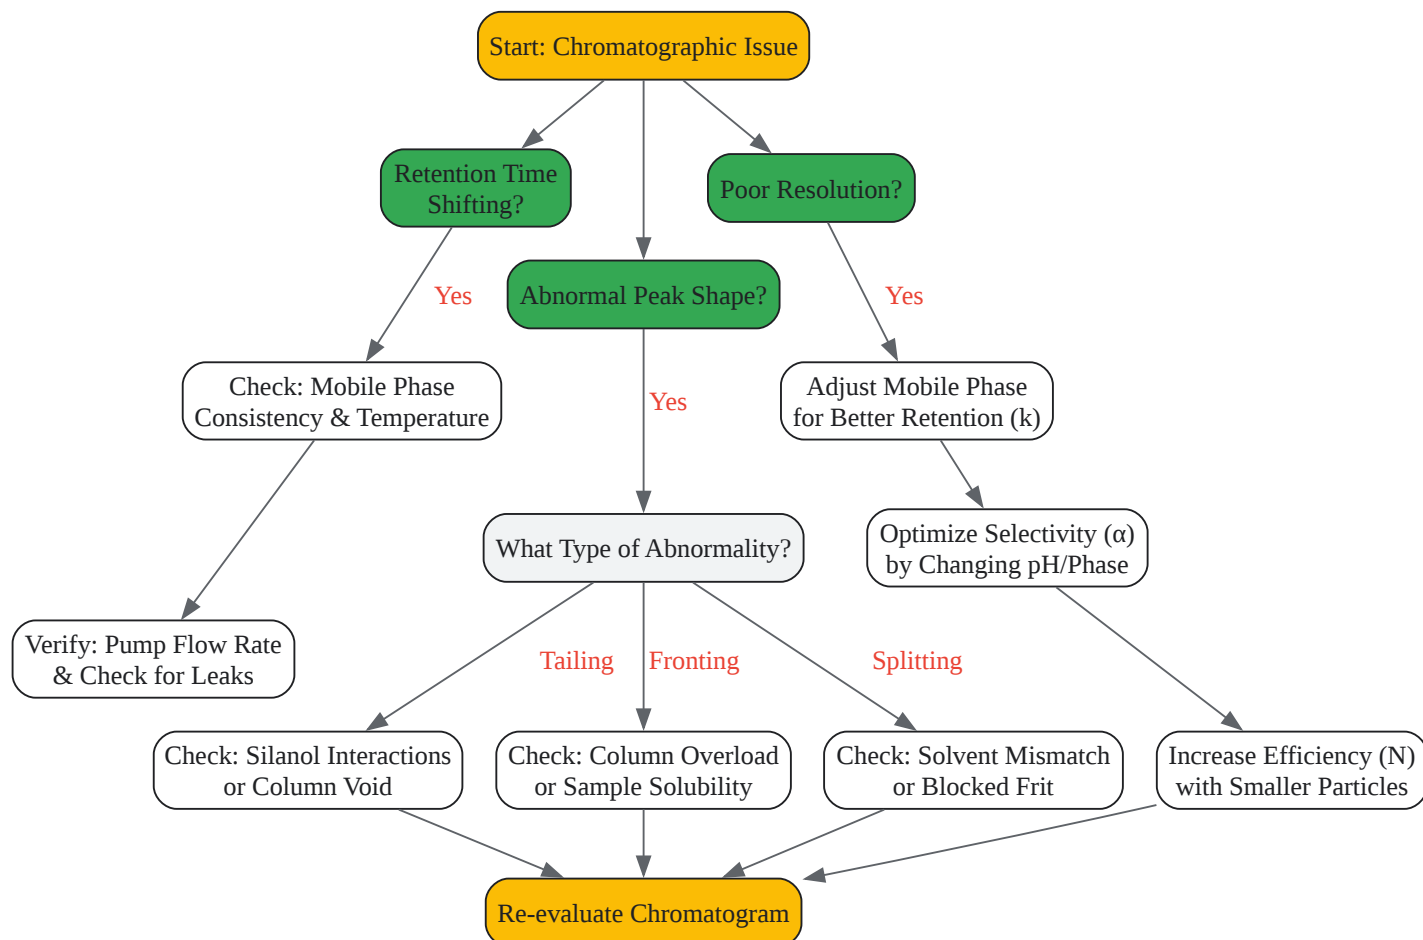 Start: Chromatographic Issue
Retention Time
Shifting?
Poor Resolution?
Abnormal Peak Shape?
Yes
Yes
Yes
Check: Mobile Phase
Consistency & Temperature
Adjust Mobile Phase
for Better Retention (k)
What Type of Abnormality?
Optimize Selectivity (α)
by Changing pH/Phase
Verify: Pump Flow Rate
& Check for Leaks
Tailing
Fronting
Splitting
Check: Silanol Interactions
or Column Void
Check: Column Overload
or Sample Solubility
Check: Solvent Mismatch
or Blocked Frit
Increase Efficiency (N)
with Smaller Particles
Re-evaluate Chromatogram